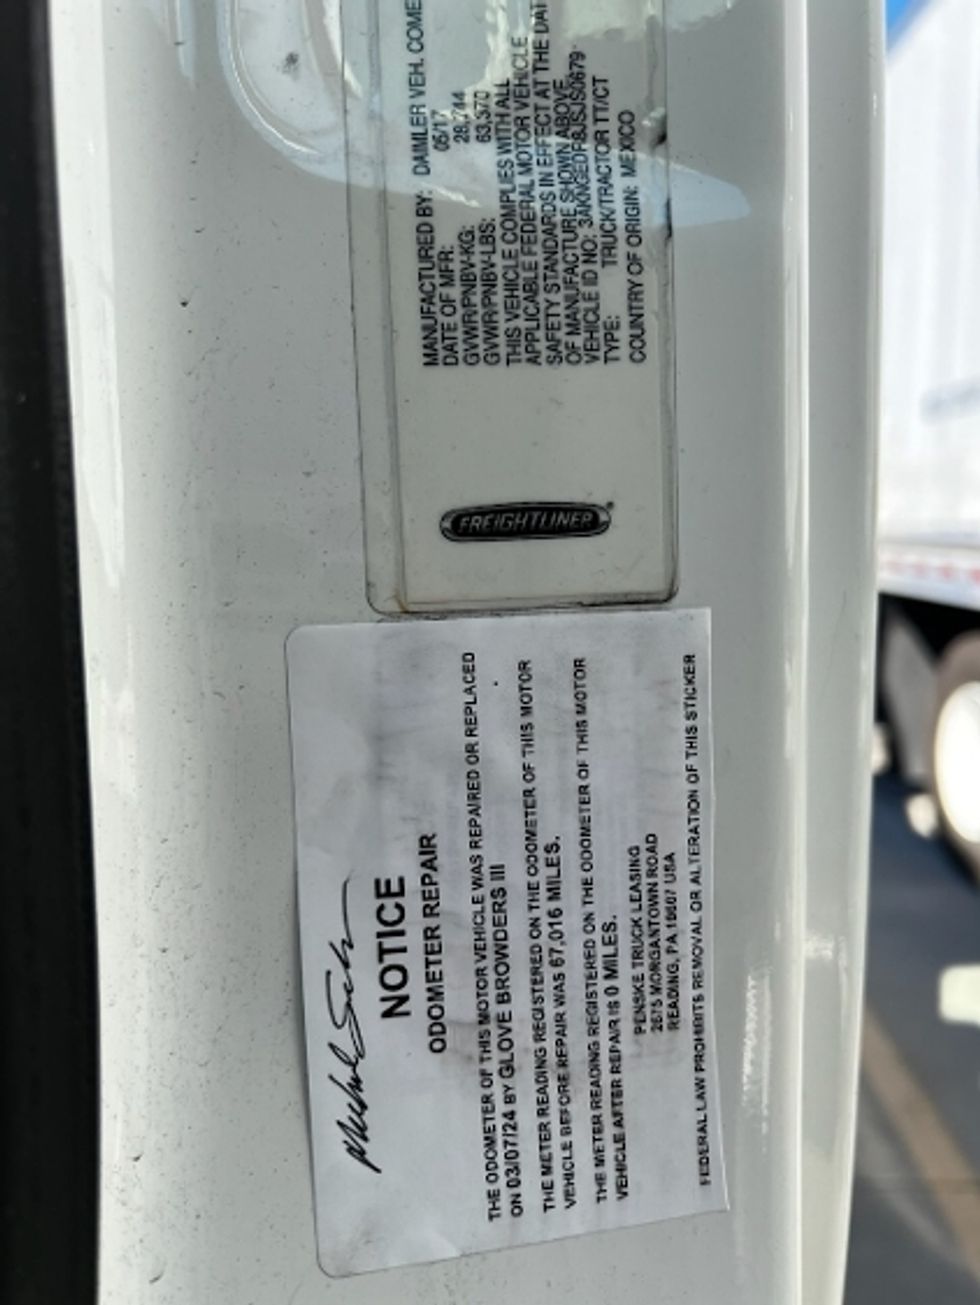 MANUFACTURED BY: DAIMLER VEH. COME
DATE OF MFR: 05/17
GVWR/PNBV-KG: 28,744
GVWR/PNBV-LBS: 63,370
THIS VEHICLE COMPLIES WITH ALL
APPLICABLE FEDERAL MOTOR VEHICLE
SAFETY STANDARDS IN EFFECT AT THE DAT
OF MANUFACTURE SHOWN ABOVE
VEHICLE ID NO:
TYPE: TRUCK/TRACTOR TT/CT
COUNTRY OF ORIGIN: MEXICO
FREIGHTLINER
NOTICE
ODOMETER REPAIR
THE ODOMETER OF THIS MOTOR VEHICLE WAS REPAIRED OR REPLACED
ON 03/07/24 BY GLOVE BROWDERS III
THE METER READING REGISTERED ON THE ODOMETER OF THIS MOTOR
VEHICLE BEFORE REPAIR WAS 67,016 MILES.
THE METER READING REGISTERED ON THE ODOMETER OF THIS MOTOR
VEHICLE AFTER REPAIR IS 0 MILES.
PENSKE TRUCK LEASING
2675 MORGANTOWN ROAD
READING, PA,19607 USA
FEDERAL LAW PROHIBITS REMOVAL OR ALTERATION OF THIS STICKER